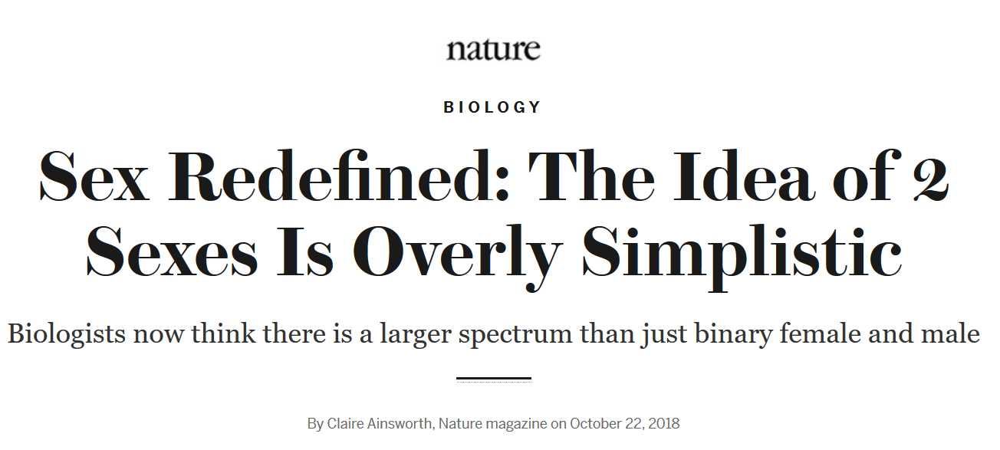 nature
BIOLOGY
Sex Redefined: The Idea of 2
Sexes Is Overly Simplistic
Biologists now think there is a larger spectrum than just binary female and male
By Claire Ainsworth, Nature magazine on October 22, 2018